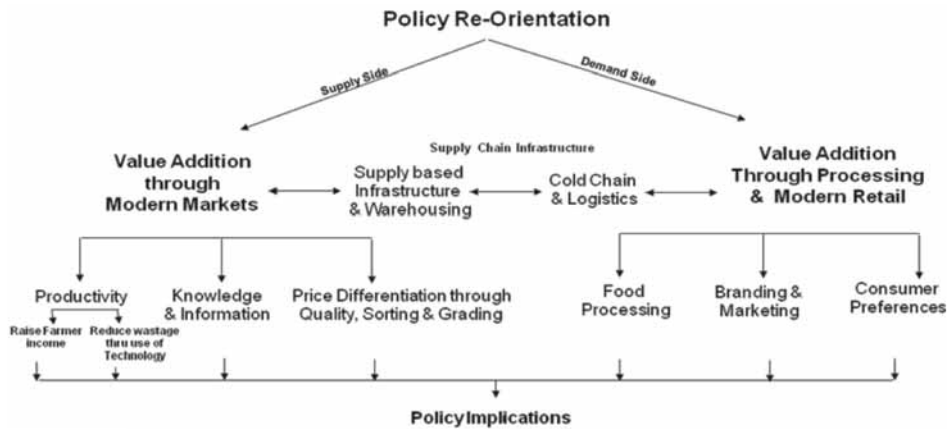 Policy Re-Orientation
Supply Side
Demand Side
Supply Chain Infrastructure
Value Addition
through
Modern Markets
Supply based
Infrastructure
& Warehousing
Cold Chain
& Logistics
Value Addition
Through Processing
& Modern Retail
Productivity
Knowledge
& Information
Price Differentiation through
Quality, Sorting & Grading
Food
Processing
Branding &
Marketing
Consumer
Preferences
Raise Farmer
income
Reduce wastage
thru use of
Technology
Policy Implications